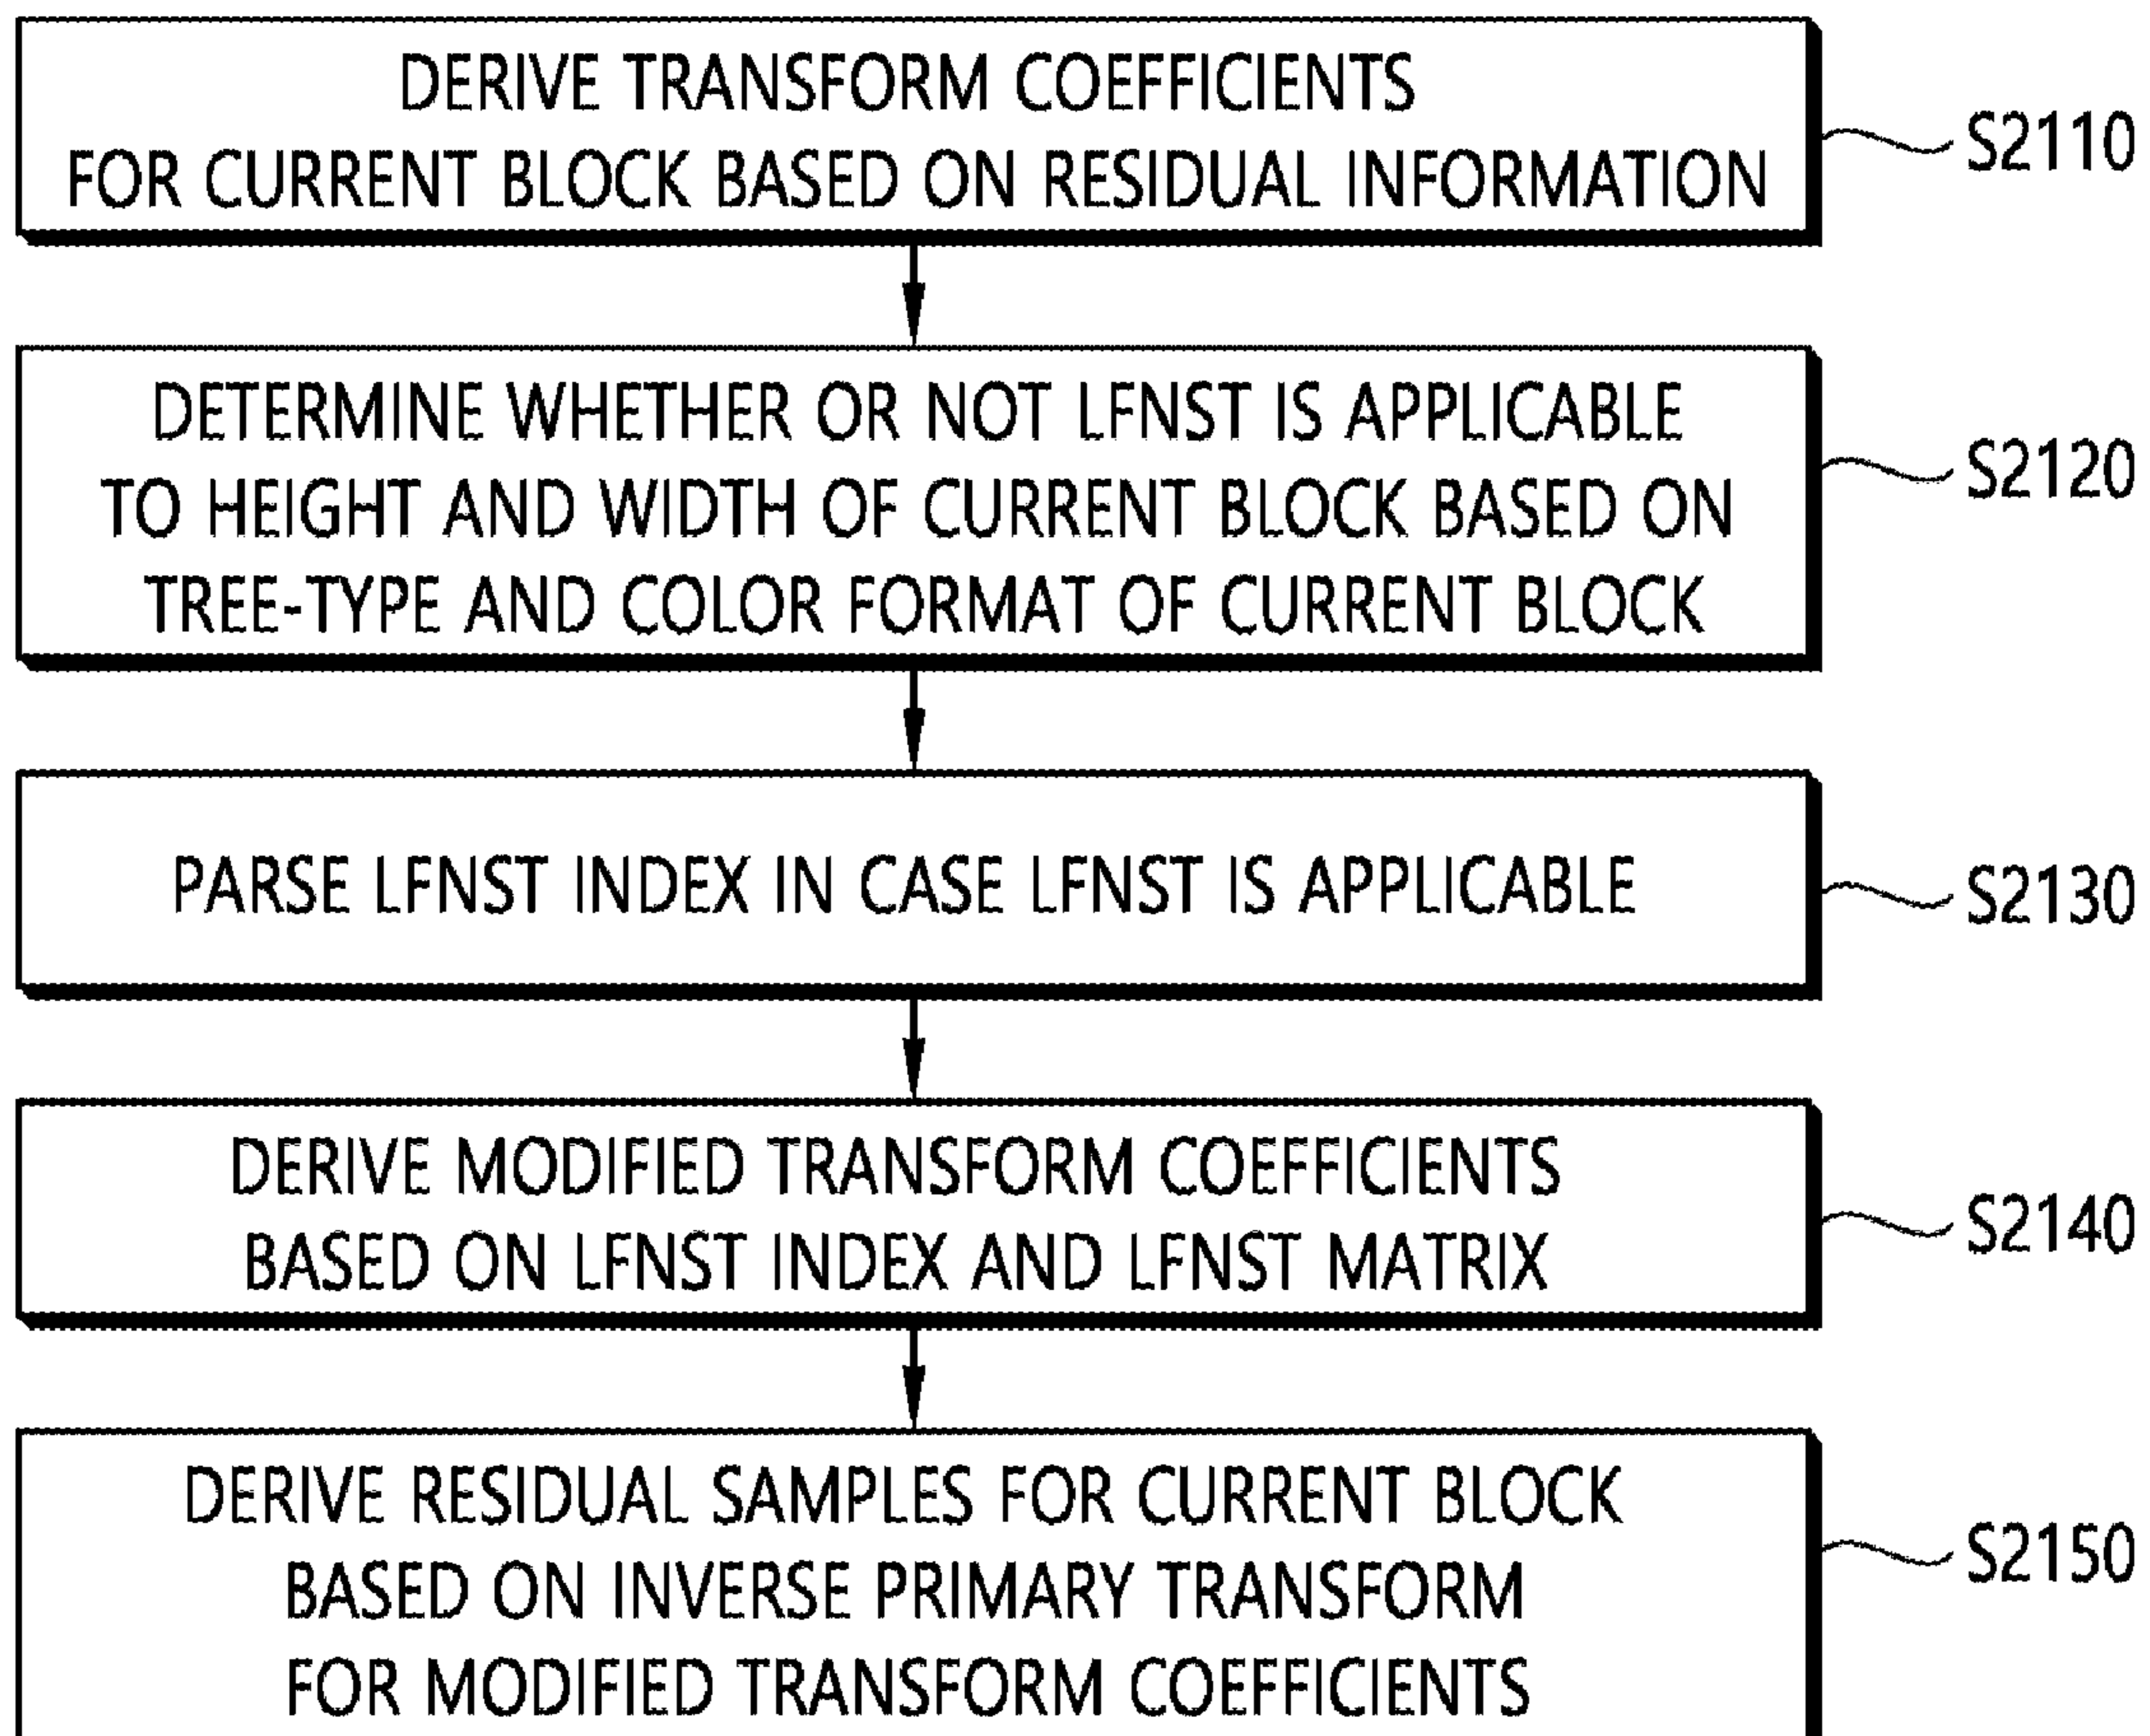 DERIVE TRANSFORM COEFFICIENTS
FOR CURRENT BLOCK BASED ON RESIDUAL INFORMATION
S2110
DETERMINE WHETHER OR NOT LFNST IS APPLICABLE
TO HEIGHT AND WIDTH OF CURRENT BLOCK BASED ON
TREE-TYPE AND COLOR FORMAT OF CURRENT BLOCK
S2120
PARSE LFNST INDEX IN CASE LFNST IS APPLICABLE
S2130
DERIVE MODIFIED TRANSFORM COEFFICIENTS
BASED ON LFNST INDEX AND LFNST MATRIX
S2140
DERIVE RESIDUAL SAMPLES FOR CURRENT BLOCK
BASED ON INVERSE PRIMARY TRANSFORM
FOR MODIFIED TRANSFORM COEFFICIENTS
S2150